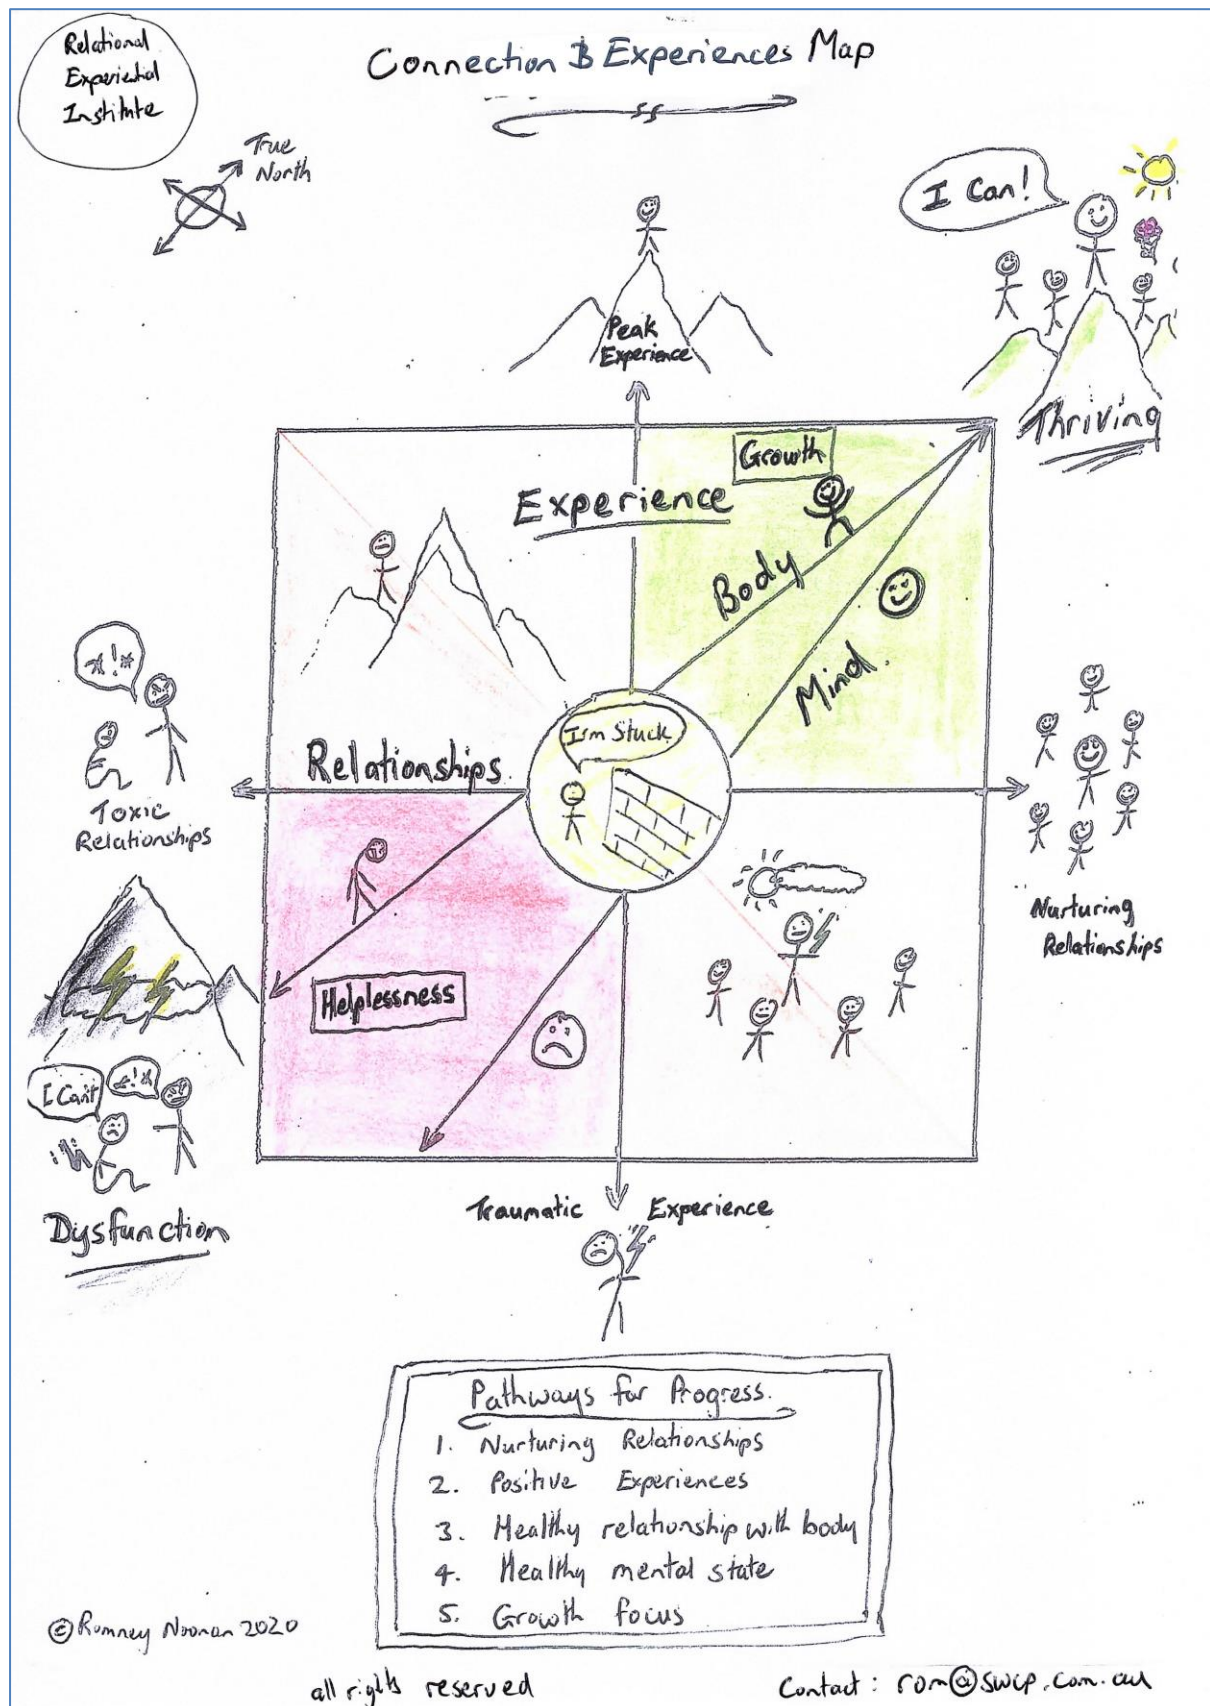 Relational
Experiential
Institute
Connection & Experiences Map
True
North
I Can!
Peak
Experience
Thriving
Growth
Experience
Body
Mind
*!*
I'm Stuck
Relationships
Toxic
Relationships
Nurturing
Relationships
Helplessness
I Can't
*!*
Dysfunction
Traumatic Experience
Pathways for Progress.
1. Nurturing Relationships
2. Positive Experiences
3. Healthy relationship with body
4. Healthy mental state
5. Growth focus
© Romney Noonan 2020
all rights reserved
Contact: rom@swcp.com.au